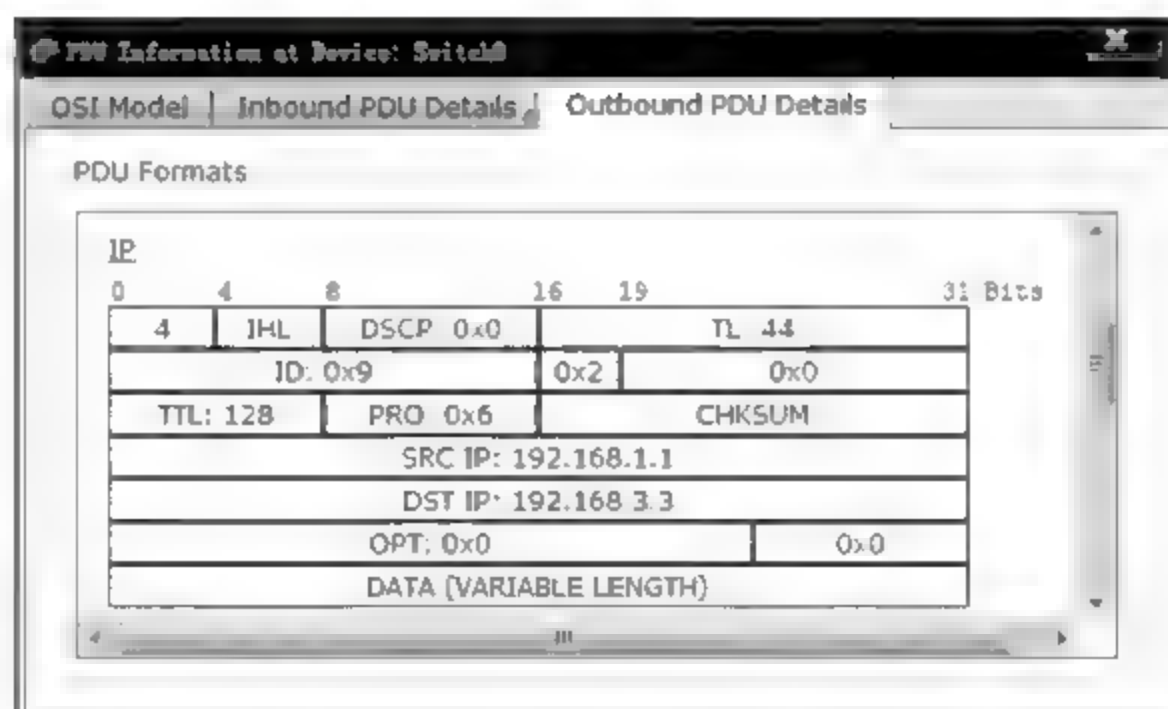 PDU Information at Device: Switch0
OSI Model Inbound PDU Details Outbound PDU Details
PDU Formats
IP
0 4 8 16 19 31 Bits
4 IHL DSCP 0x0 TL 44
ID: 0x9 0x2 0x0
TTL: 128 PRO 0x6 CHKSUM
SRC IP: 192.168.1.1
DST IP: 192.168.3.3
OPT: 0x0 0x0
DATA (VARIABLE LENGTH)